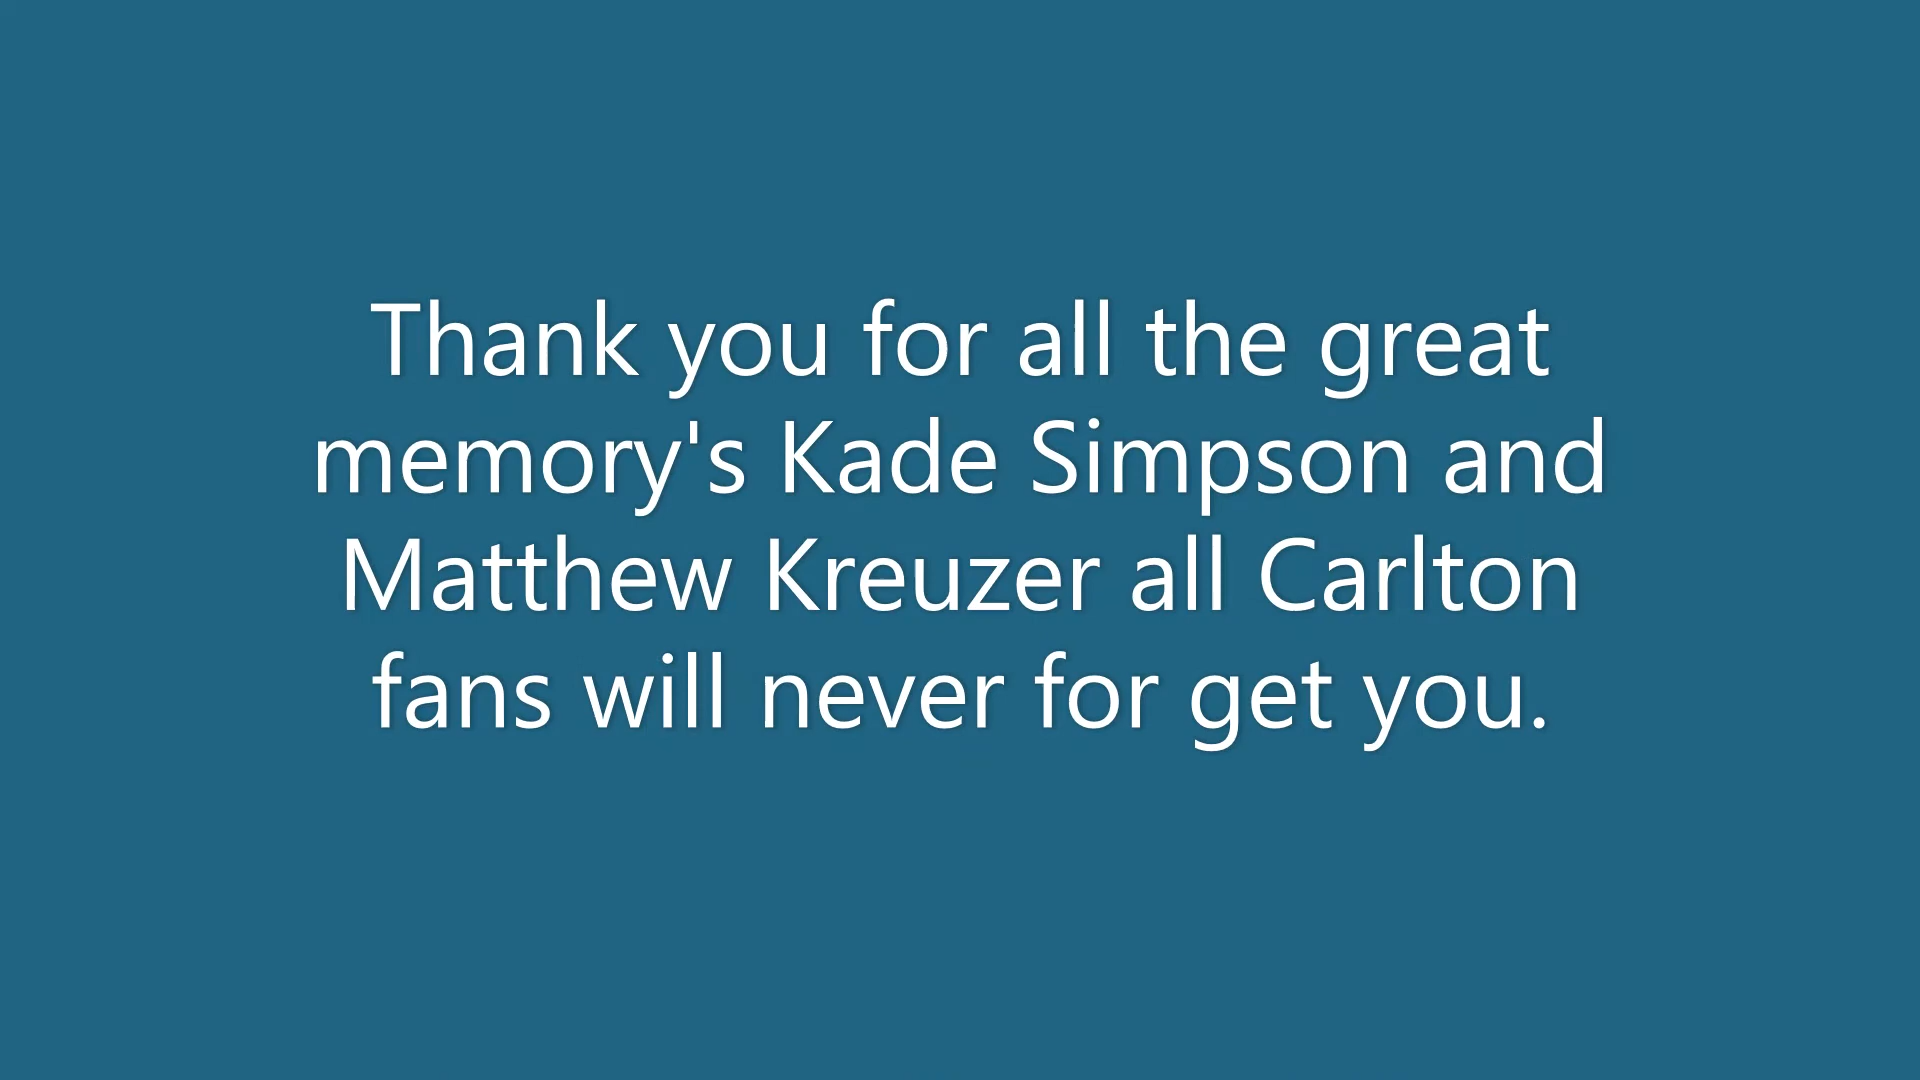 Thank you for all the great
memory's Kade Simpson and
Matthew Kreuzer all Carlton
fans will never for get you.